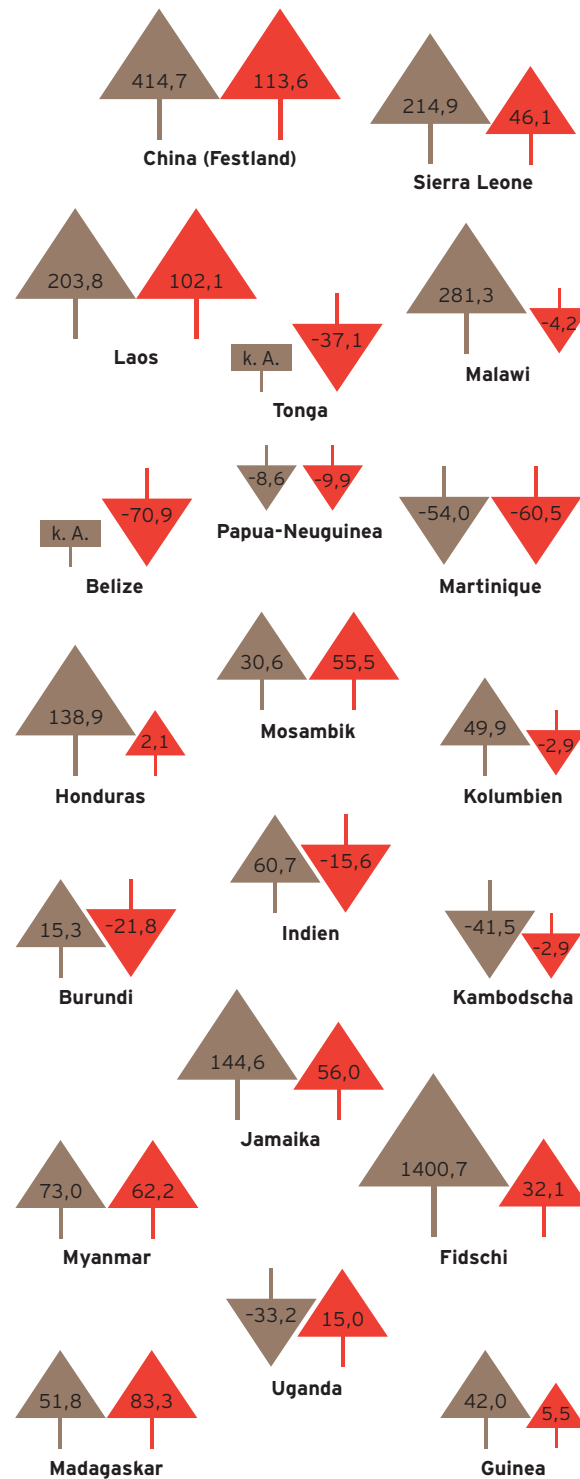 414,7 113,6
China (Festland)
214,9 46,1
Sierra Leone
203,8 102,1
Laos
k. A. -37,1
Tonga
281,3 -4,2
Malawi
k. A. -70,9
Belize
-8,6 -9,9
Papua-Neuguinea
-54,0 -60,5
Martinique
138,9 2,1
Honduras
30,6 55,5
Mosambik
49,9 -2,9
Kolumbien
15,3 -21,8
Burundi
60,7 -15,6
Indien
-41,5 -2,9
Kambodscha
144,6 56,0
Jamaika
73,0 62,2
Myanmar
1400,7 32,1
Fidschi
-33,2 15,0
Uganda
51,8 83,3
Madagaskar
42,0 5,5
Guinea